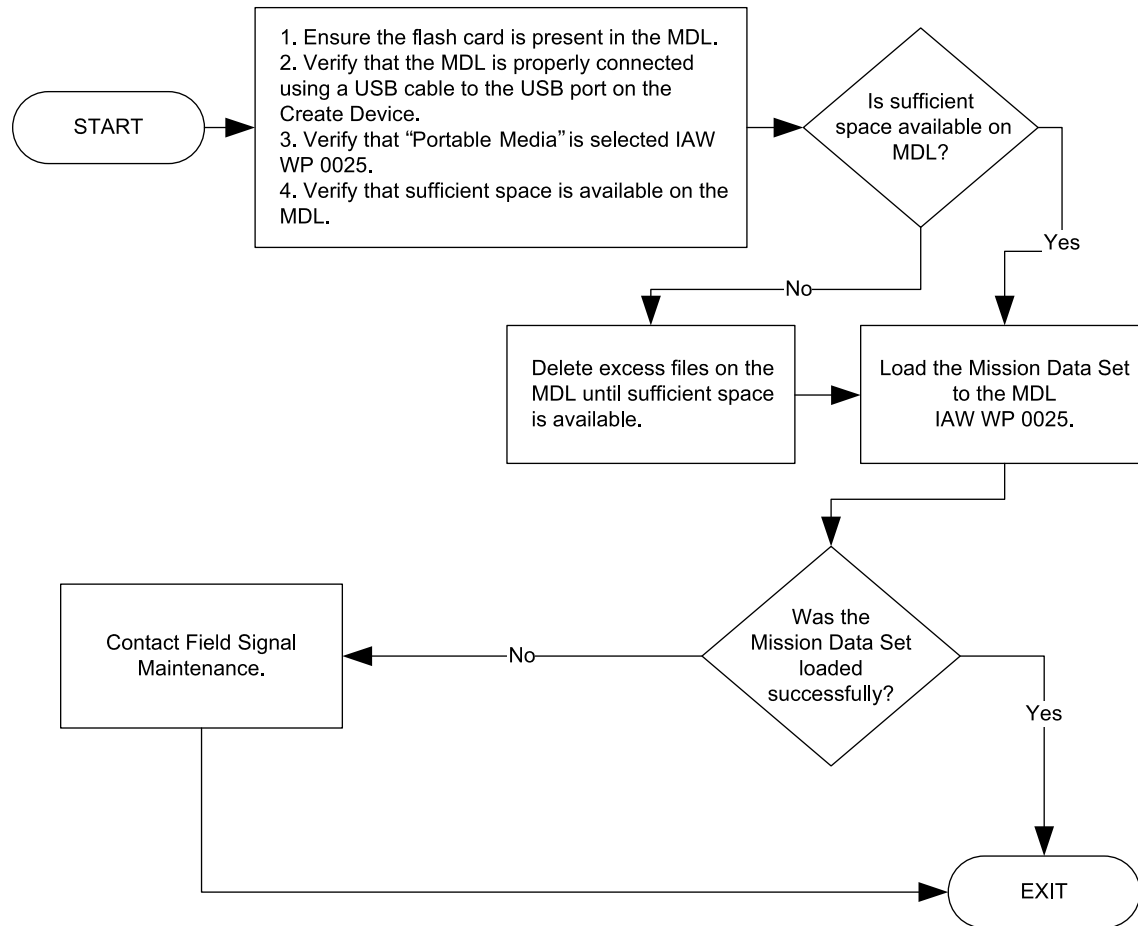 START
1. Ensure the flash card is present in the MDL.
2. Verify that the MDL is properly connected
using a USB cable to the USB port on the
Create Device.
3. Verify that “Portable Media” is selected IAW
WP 0025.
4. Verify that sufficient space is available on the
MDL.
Is sufficient
space available on
MDL?
Yes
No
Delete excess files on the
MDL until sufficient space
is available.
Load the Mission Data Set
to the MDL
IAW WP 0025.
Was the
Mission Data Set
loaded
successfully?
No
Contact Field Signal
Maintenance.
Yes
EXIT